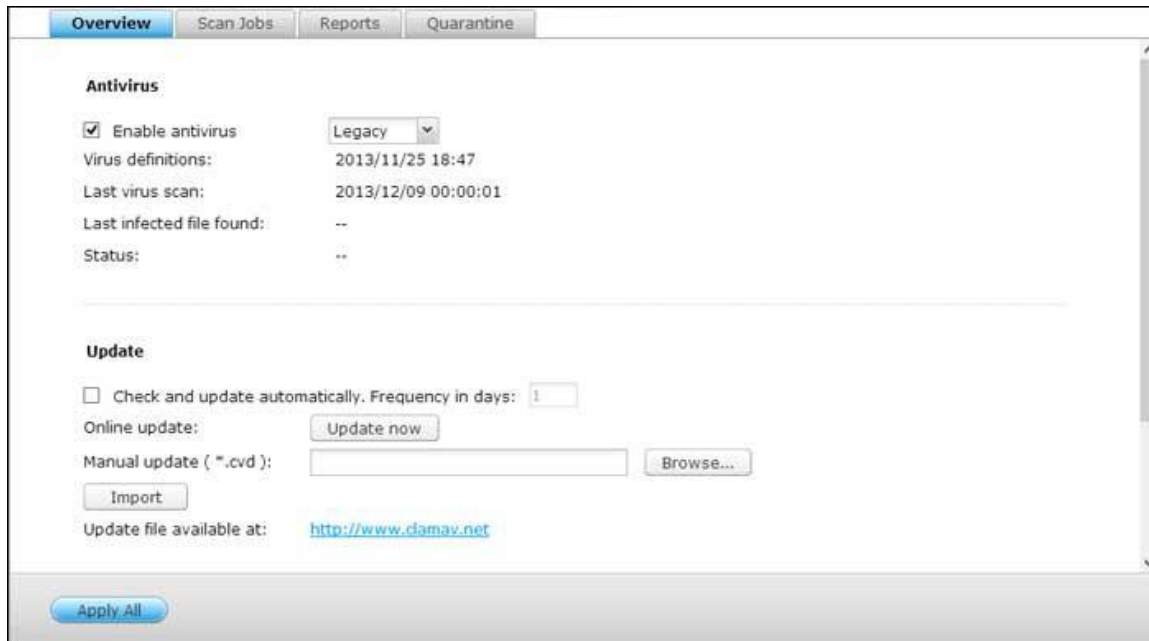 Overview Scan Jobs Reports Quarantine
Antivirus
Enable antivirus Legacy
Virus definitions: 2013/11/25 18:47
Last virus scan: 2013/12/09 00:00:01
Last infected file found: --
Status: --
Update
Check and update automatically. Frequency in days: 1
Online update: Update now
Manual update ( *.cvd ): Browse...
Import
Update file available at: http://www.clamav.net
Apply All